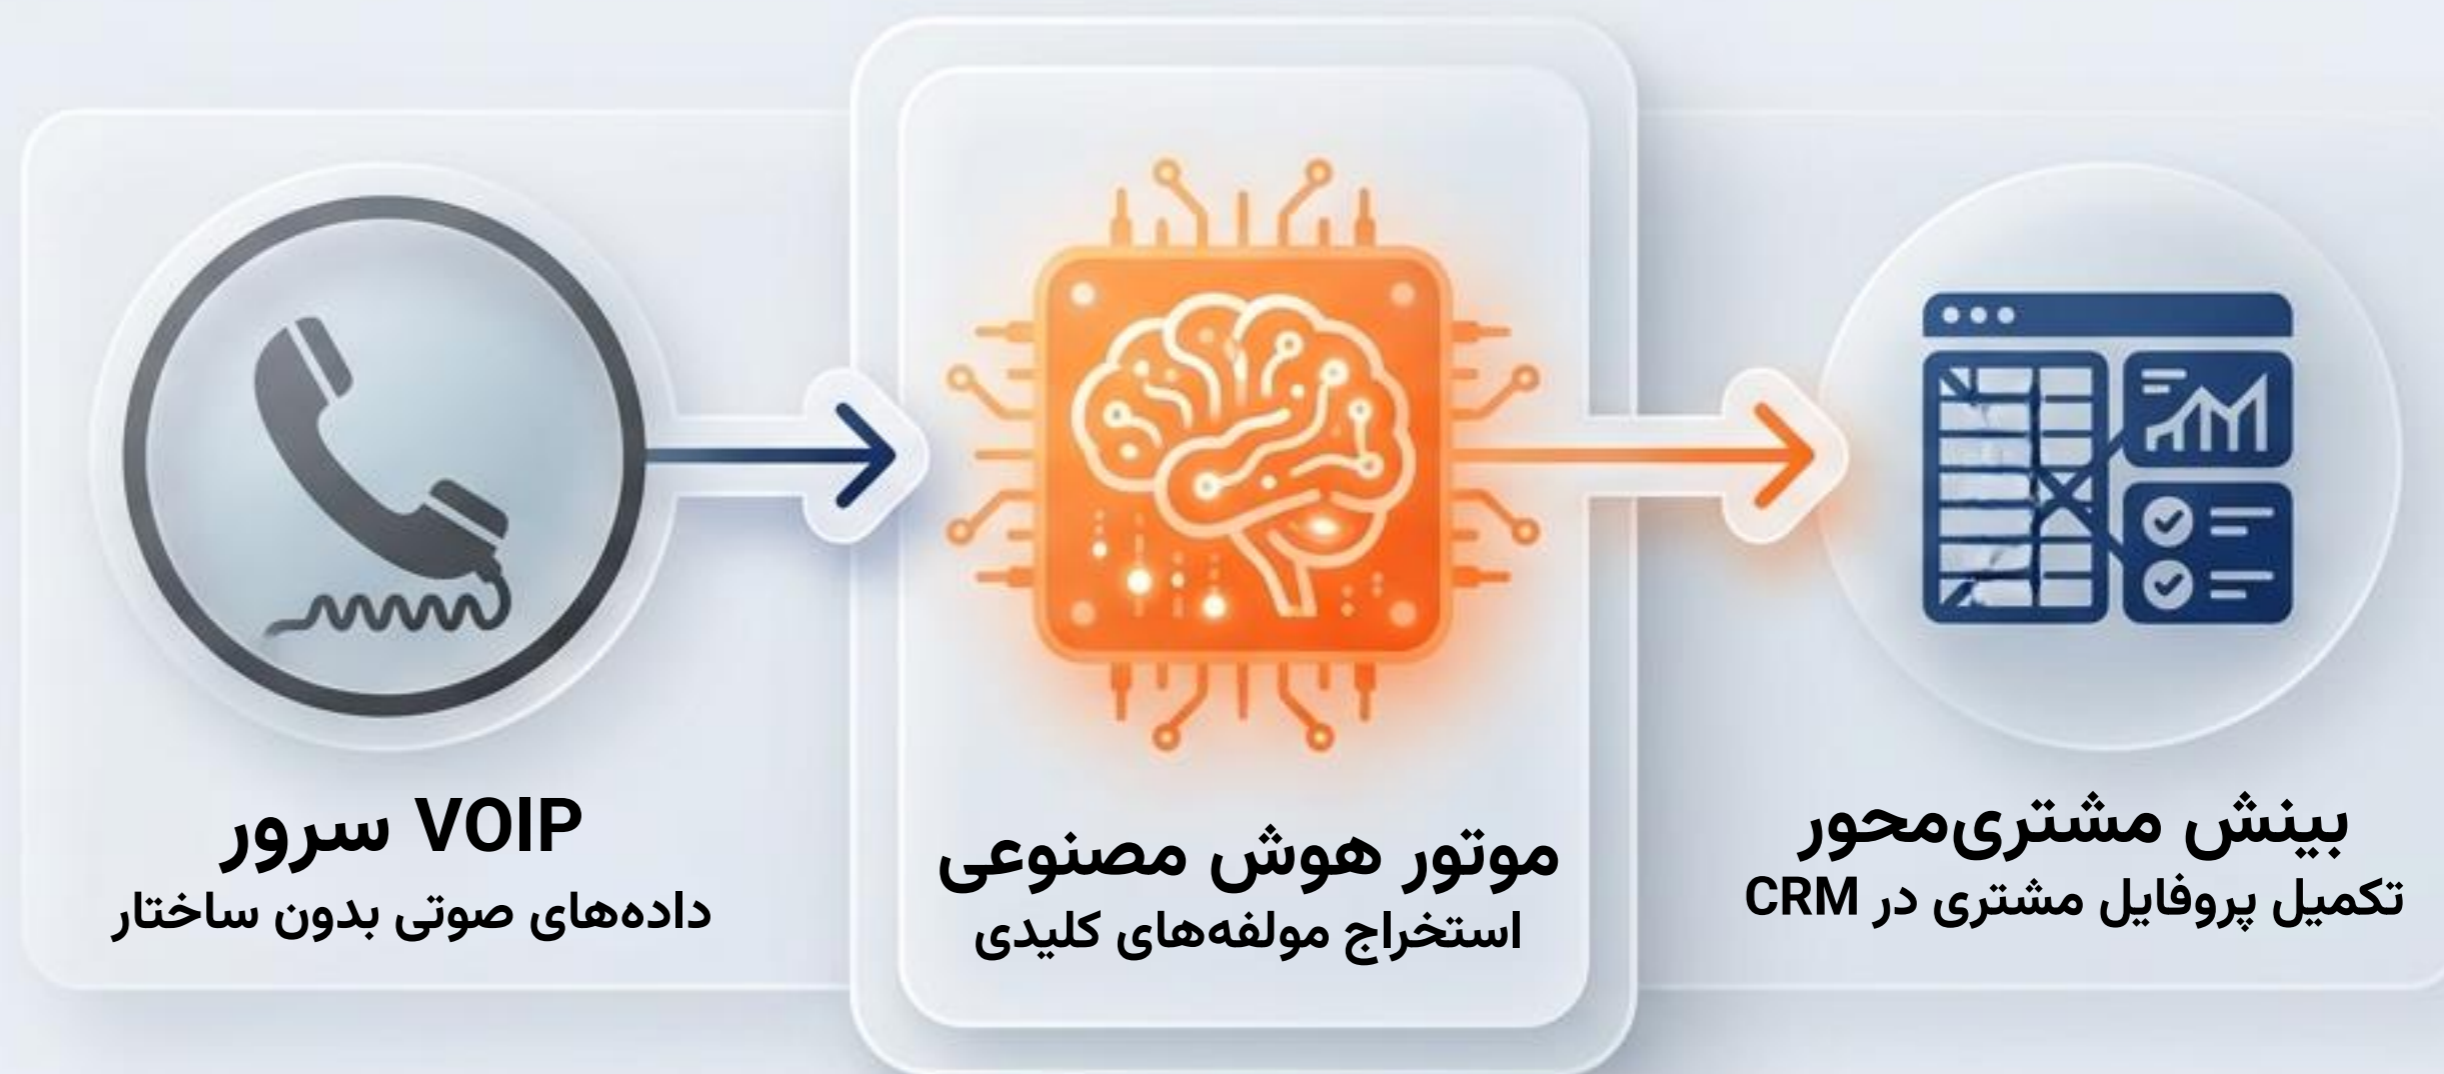 سرور VOIP
داده‌های صوتی بدون ساختار
موتور هوش مصنوعی
استخراج مولفه‌های کلیدی
بینش مشتری‌محور
تکمیل پروفایل مشتری در CRM